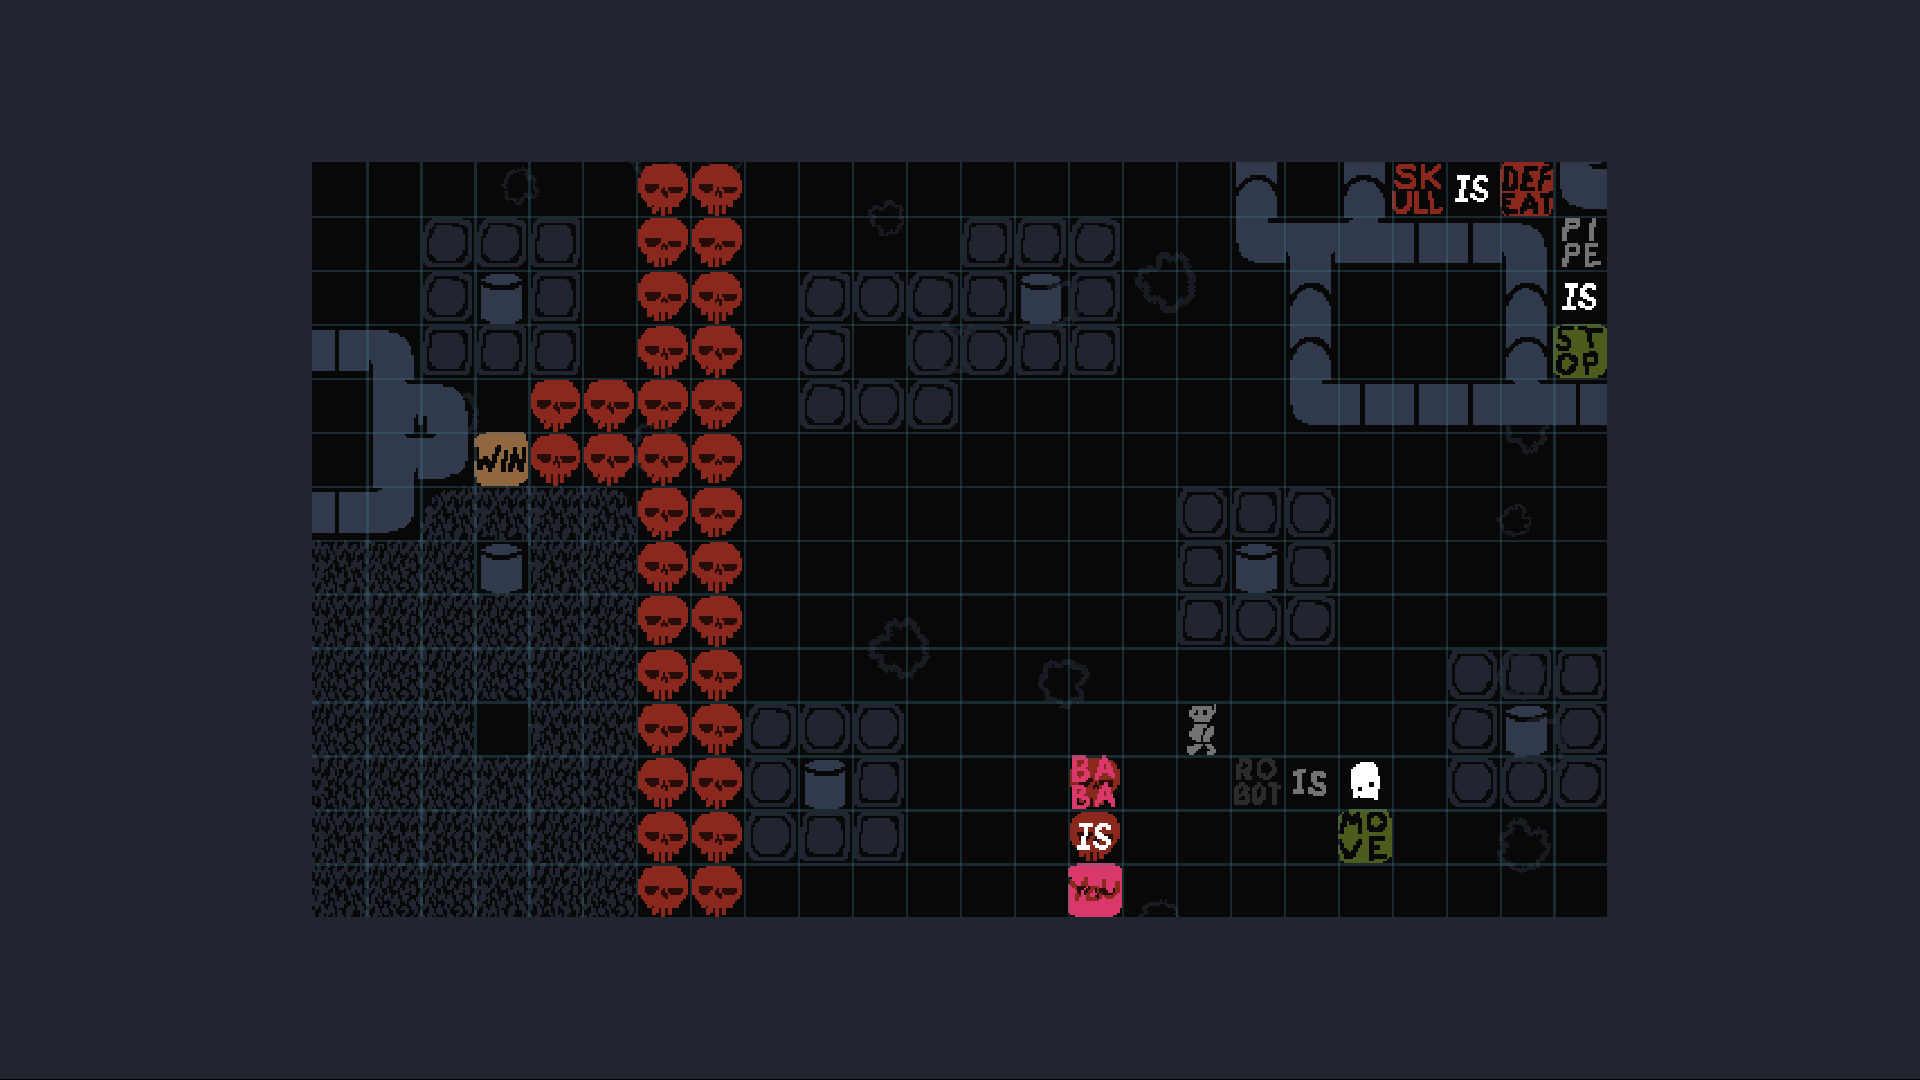 SKULL IS DEFEAT
PIPE
IS
STOP
WIN
BABA
IS
YOU
ROBOT IS
MOVE